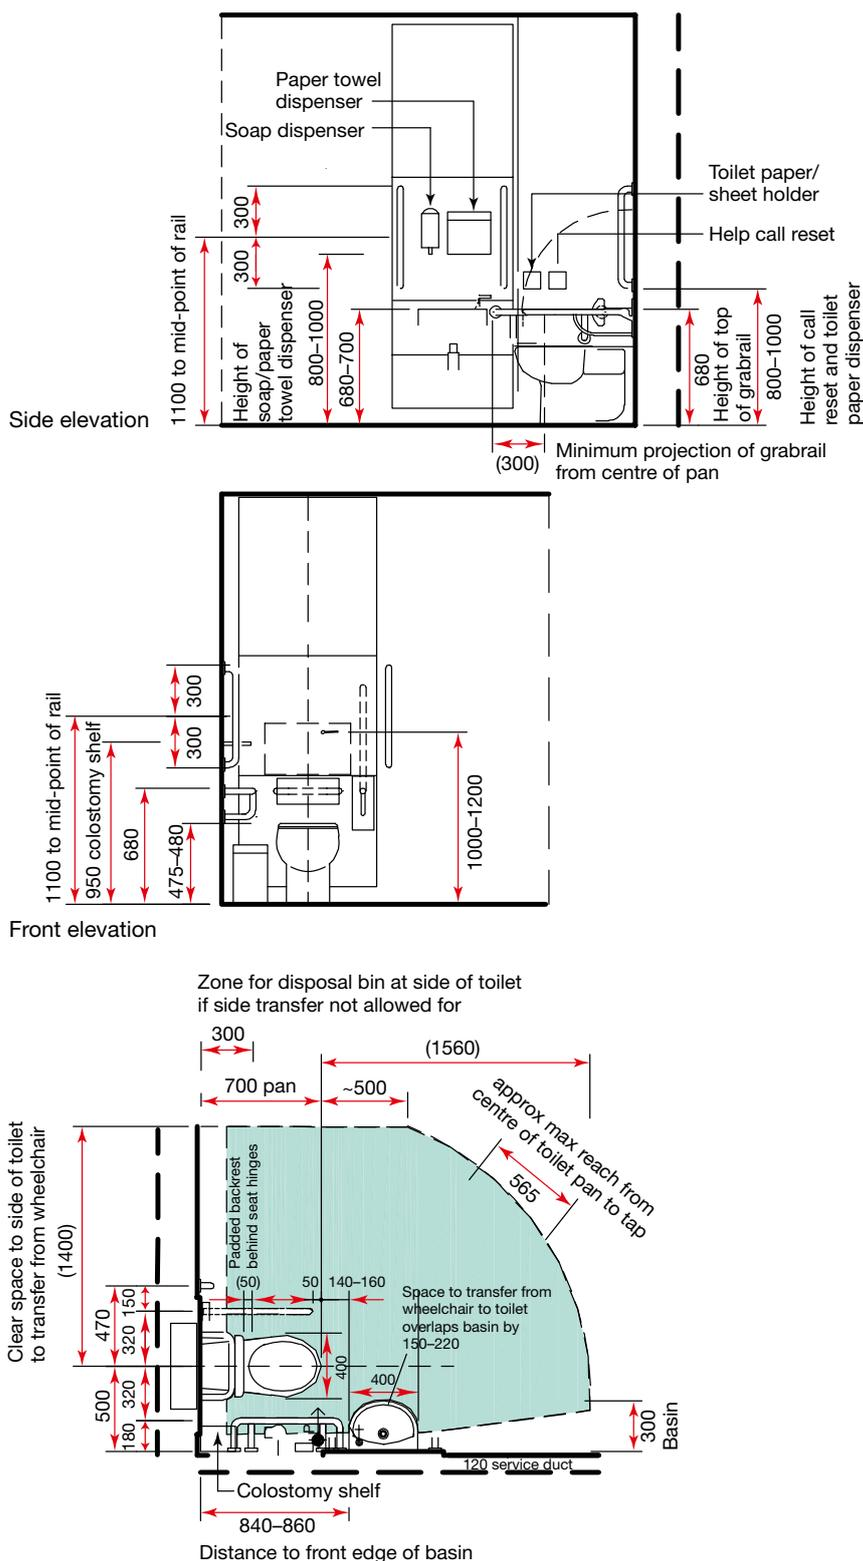 Paper towel
dispenser
Soap dispenser
Toilet paper/
sheet holder
Help call reset
300
300
1100 to mid-point of rail
Height of
soap/paper
towel dispenser
800–1000
680–700
680
Height of top
of grabrail
800–1000
Height of call
reset and toilet
paper dispenser
Side elevation
(300)
Minimum projection of grabrail
from centre of pan
300
300
1100 to mid-point of rail
950 colostomy shelf
680
475–480
1000–1200
Front elevation
Zone for disposal bin at side of toilet
if side transfer not allowed for
300
(1560)
700 pan
~500
approx max reach from
centre of toilet pan to tap
565
Clear space to side of toilet
to transfer from wheelchair
(1400)
Padded backrest
behind seat hinges
(50)
50
140–160
Space to transfer from
wheelchair to toilet
overlaps basin by
150–220
470
150
320
400
400
500
320
180
300
Basin
120 service duct
Colostomy shelf
840–860
Distance to front edge of basin